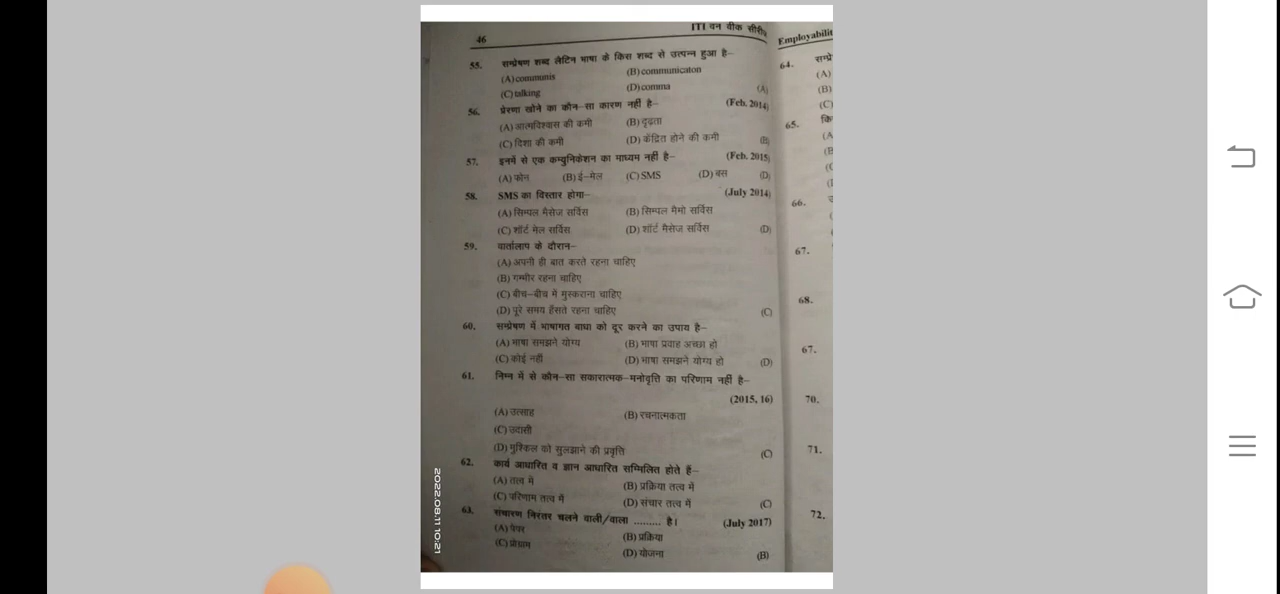 46
ITI वन वीक सीरीज
55. सम्प्रेषण शब्द लैटिन भाषा के किस शब्द से उत्पन्न हुआ है–
(A) communis (B) communicaton
(C) talking (D) comma (A)
56. प्रेरणा खोने का कौन–सा कारण नहीं है– (Feb. 2014)
(A) आत्मविश्वास की कमी (B) दृढ़ता
(C) दिशा की कमी (D) केंद्रित होने की कमी (B)
57. इनमें से एक कम्युनिकेशन का माध्यम नहीं है– (Feb. 2015)
(A) फोन (B) ई–मेल (C) SMS (D) बस (D)
58. SMS का विस्तार होगा– (July 2014)
(A) सिम्पल मैसेज सर्विस (B) सिम्पल मैमो सर्विस
(C) शॉर्ट मेल सर्विस (D) शॉर्ट मैसेज सर्विस (D)
59. वार्तालाप के दौरान–
(A) अपनी ही बात करते रहना चाहिए
(B) गम्भीर रहना चाहिए
(C) बीच–बीच में मुस्कराना चाहिए
(D) पूरे समय हँसते रहना चाहिए (C)
60. सम्प्रेषण में भाषागत बाधा को दूर करने का उपाय है–
(A) भाषा समझने योग्य (B) भाषा प्रवाह अच्छा हो
(C) कोई नहीं (D) भाषा समझने योग्य हो (D)
61. निम्न में से कौन–सा सकारात्मक–मनोवृत्ति का परिणाम नहीं है–
(2015, 16)
(A) उत्साह (B) रचनात्मकता
(C) उदासी
(D) मुश्किल को सुलझाने की प्रवृत्ति (C)
62. कार्य आधारित व ज्ञान आधारित सम्मिलित होते हैं–
(A) तत्व में (B) प्रक्रिया तत्व में
(C) परिणाम तत्व में (D) संचार तत्व में (C)
63. संचारण निरंतर चलने वाली/वाला ......... है। (July 2017)
(A) पेपर (B) प्रक्रिया
(C) प्रोग्राम (D) योजना (B)
Employabilit
64. सम्प्रे
(A)
(B)
(C)
65.
(A
(B
66.
67.
68.
67.
70.
71.
72.
2022.08.11 10:21